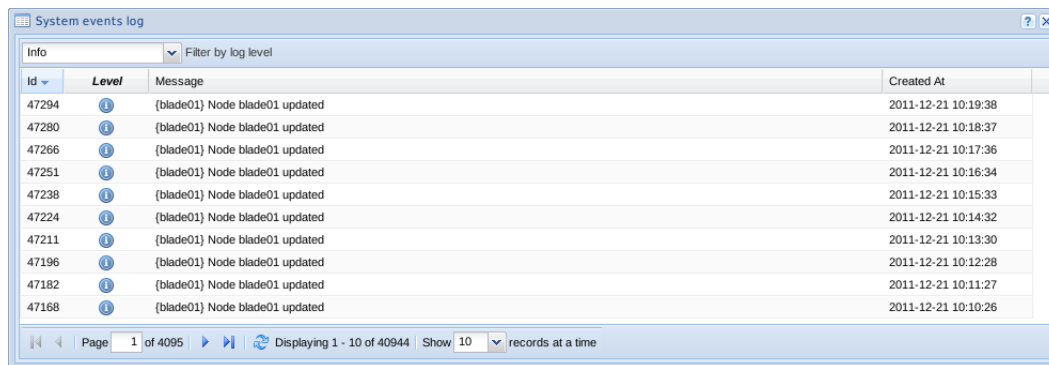 System events log ?
Info Filter by log level
Id Level Message Created At
47294 {blade01} Node blade01 updated 2011-12-21 10:19:38
47280 {blade01} Node blade01 updated 2011-12-21 10:18:37
47266 {blade01} Node blade01 updated 2011-12-21 10:17:36
47251 {blade01} Node blade01 updated 2011-12-21 10:16:34
47238 {blade01} Node blade01 updated 2011-12-21 10:15:33
47224 {blade01} Node blade01 updated 2011-12-21 10:14:32
47211 {blade01} Node blade01 updated 2011-12-21 10:13:30
47196 {blade01} Node blade01 updated 2011-12-21 10:12:28
47182 {blade01} Node blade01 updated 2011-12-21 10:11:27
47168 {blade01} Node blade01 updated 2011-12-21 10:10:26
Page 1 of 4095 Displaying 1 - 10 of 40944 Show 10 records at a time